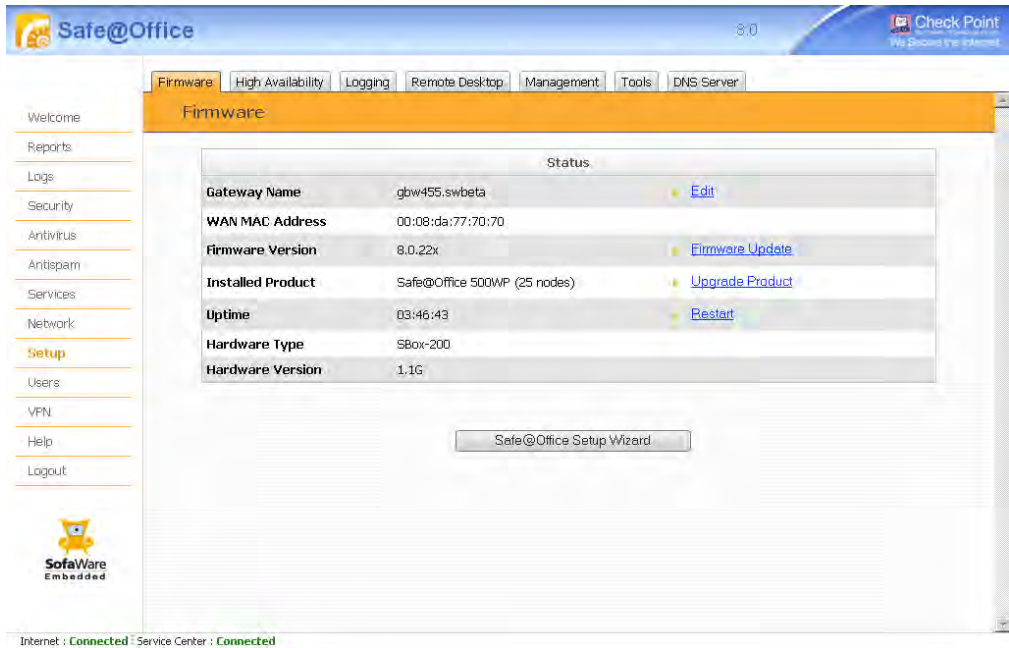 Safe@Office
8.0
Check Point
SOFTWARE TECHNOLOGIES LTD.
We Secure the Internet
Firmware
High Availability
Logging
Remote Desktop
Management
Tools
DNS Server
Firmware
Welcome
Reports
Logs
Security
Antivirus
Antispam
Services
Network
Setup
Users
VPN
Help
Logout
Status
Gateway Name gbw455.swbeta Edit
WAN MAC Address 00:08:da:77:70:70
Firmware Version 8.0.22x Firmware Update
Installed Product Safe@Office 500WP (25 nodes) Upgrade Product
Uptime 03:46:43 Restart
Hardware Type SBox-200
Hardware Version 1.1G
Safe@Office Setup Wizard
SofaWare
Embedded
Internet : Connected Service Center : Connected